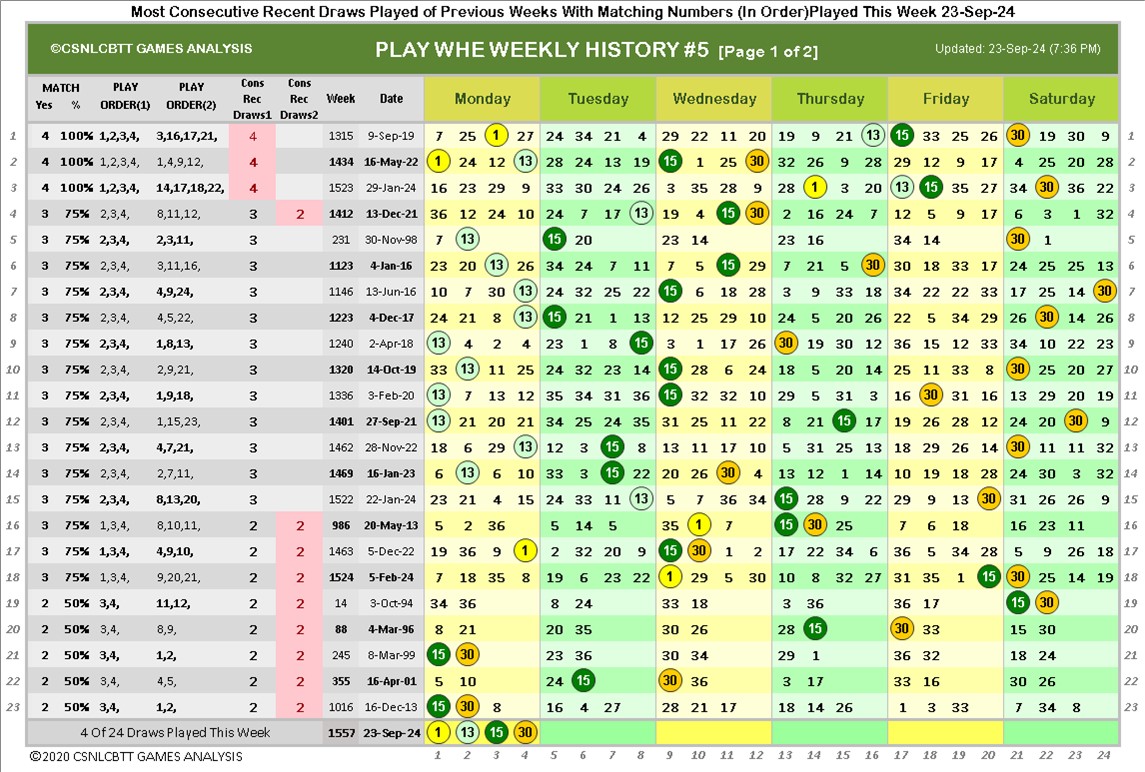 Most Consecutive Recent Draws Played of Previous Weeks With Matching Numbers (In Order)Played This Week 23-Sep-24
©CSNLCBTT GAMES ANALYSIS PLAY WHE WEEKLY HISTORY #5 [Page 1 of 2] Updated: 23-Sep-24 (7:36 PM)
MATCH PLAY PLAY Cons Cons Week Date Monday Tuesday Wednesday Thursday Friday Saturday
Yes % ORDER(1) ORDER(2) Rec Rec
Draws1 Draws2
1 4 100% 1,2,3,4, 3,16,17,21, 4 1315 9-Sep-19 7 25 1 27 24 34 21 4 29 22 11 20 19 9 21 13 17 33 25 26 30 19 30 9 1
2 4 100% 1,2,3,4, 1,4,9,12, 4 1434 16-May-22 1 24 12 13 28 24 13 19 15 1 25 30 32 26 9 28 29 12 9 17 4 25 20 28 2
3 4 100% 1,2,3,4, 14,17,18,22, 4 1523 29-Jan-24 16 23 29 9 33 30 24 26 3 35 28 9 28 1 3 20 13 15 35 27 34 30 36 22 3
4 3 75% 2,3,4, 8,11,12, 3 2 1412 13-Dec-21 36 12 24 10 24 7 17 13 19 4 15 30 2 16 24 7 12 5 9 17 6 3 1 32 4
5 3 75% 2,3,4, 2,3,11, 3 231 30-Nov-98 7 13 15 20 23 14 23 16 34 14 30 1 5
6 3 75% 2,3,4, 3,11,16, 3 1123 4-Jan-16 23 20 13 26 34 24 7 11 7 5 15 29 7 21 5 30 30 18 33 17 24 25 25 13 6
7 3 75% 2,3,4, 4,9,24, 3 1146 13-Jun-16 10 7 30 13 24 32 25 22 15 6 18 28 3 9 33 18 34 22 22 33 17 25 14 30 7
8 3 75% 2,3,4, 4,5,22, 3 1223 4-Dec-17 24 21 8 13 15 21 1 13 12 25 29 10 24 5 20 26 22 5 34 29 26 30 14 26 8
9 3 75% 2,3,4, 1,8,13, 3 1240 2-Apr-18 13 4 2 4 23 1 8 15 3 1 17 26 30 19 30 12 36 15 12 33 34 10 22 23 9
10 3 75% 2,3,4, 2,9,21, 3 1320 14-Oct-19 33 13 11 25 24 32 23 14 15 28 6 24 18 5 20 14 25 11 33 8 30 25 20 27 10
11 3 75% 2,3,4, 1,9,18, 3 1336 3-Feb-20 13 7 13 12 35 34 31 36 15 32 32 10 29 5 31 3 16 30 31 16 13 29 20 19 11
12 3 75% 2,3,4, 1,15,23, 3 1401 27-Sep-21 13 21 20 21 34 25 24 35 31 25 11 22 8 21 15 17 19 26 28 12 24 20 30 9 12
13 3 75% 2,3,4, 4,7,21, 3 1462 28-Nov-22 18 6 29 13 12 3 15 8 13 11 17 10 5 31 25 13 18 29 26 14 30 11 11 32 13
14 3 75% 2,3,4, 2,7,11, 3 1469 16-Jan-23 6 13 6 10 33 3 15 22 20 26 30 4 13 12 1 14 10 19 18 28 24 30 3 32 14
15 3 75% 2,3,4, 8,13,20, 3 1522 22-Jan-24 23 21 4 15 24 33 11 13 5 7 36 34 15 28 9 22 29 9 13 30 31 26 26 9 15
16 3 75% 1,3,4, 8,10,11, 2 2 986 20-May-13 5 2 36 5 14 5 35 1 7 15 30 25 7 6 18 16 23 11 16
17 3 75% 1,3,4, 4,9,10, 2 2 1463 5-Dec-22 19 36 9 1 2 32 20 9 15 30 1 2 17 22 34 6 36 5 34 28 5 9 26 18 17
18 3 75% 1,3,4, 9,20,21, 2 2 1524 5-Feb-24 7 18 35 8 19 6 23 22 1 29 5 30 10 8 32 27 31 35 1 15 30 25 14 19 18
19 2 50% 3,4, 11,12, 2 2 14 3-Oct-94 34 36 8 24 33 18 3 36 36 17 15 30 19
20 2 50% 3,4, 8,9, 2 2 88 4-Mar-96 8 21 20 35 30 26 28 15 30 33 15 30 20
21 2 50% 3,4, 1,2, 2 2 245 8-Mar-99 15 30 23 36 30 34 29 1 36 32 18 24 21
22 2 50% 3,4, 4,5, 2 2 355 16-Apr-01 5 10 24 15 30 36 3 17 33 16 30 26 22
23 2 50% 3,4, 1,2, 2 2 1016 16-Dec-13 15 30 8 16 4 27 28 21 17 18 14 26 1 3 33 7 34 8 23
4 Of 24 Draws Played This Week 1557 23-Sep-24 1 13 15 30
©2020 CSNLCBTT GAMES ANALYSIS 1 2 3 4 5 6 7 8 9 10 11 12 13 14 15 16 17 18 19 20 21 22 23 24